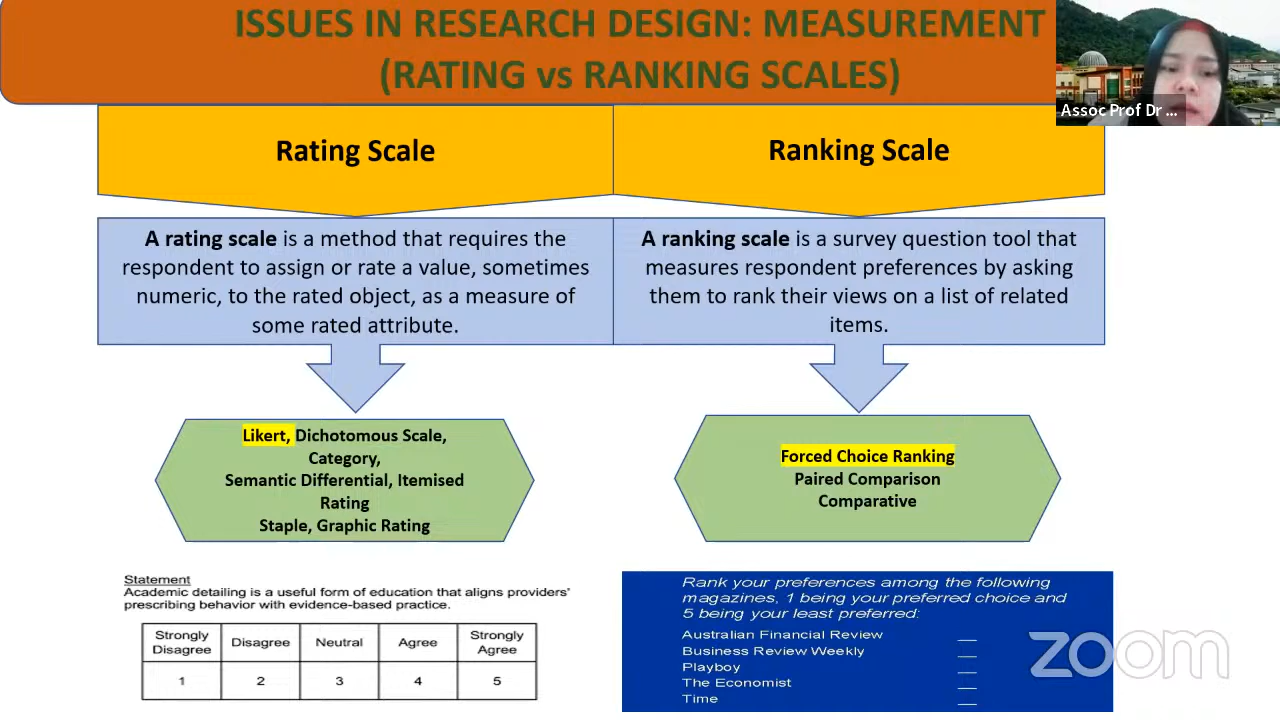 ISSUES IN RESEARCH DESIGN: MEASUREMENT
(RATING vs RANKING SCALES)
Assoc Prof Dr ...
Rating Scale
A rating scale is a method that requires the
respondent to assign or rate a value, sometimes
numeric, to the rated object, as a measure of
some rated attribute.
Likert, Dichotomous Scale,
Category,
Semantic Differential, Itemised
Rating
Staple, Graphic Rating
Statement
Academic detailing is a useful form of education that aligns providers'
prescribing behavior with evidence-based practice.
Strongly Disagree Disagree Neutral Agree Strongly Agree
1 2 3 4 5
Ranking Scale
A ranking scale is a survey question tool that
measures respondent preferences by asking
them to rank their views on a list of related
items.
Forced Choice Ranking
Paired Comparison
Comparative
Rank your preferences among the following
magazines, 1 being your preferred choice and
5 being your least preferred:
Australian Financial Review __
Business Review Weekly __
Playboy __
The Economist __
Time __
zoom